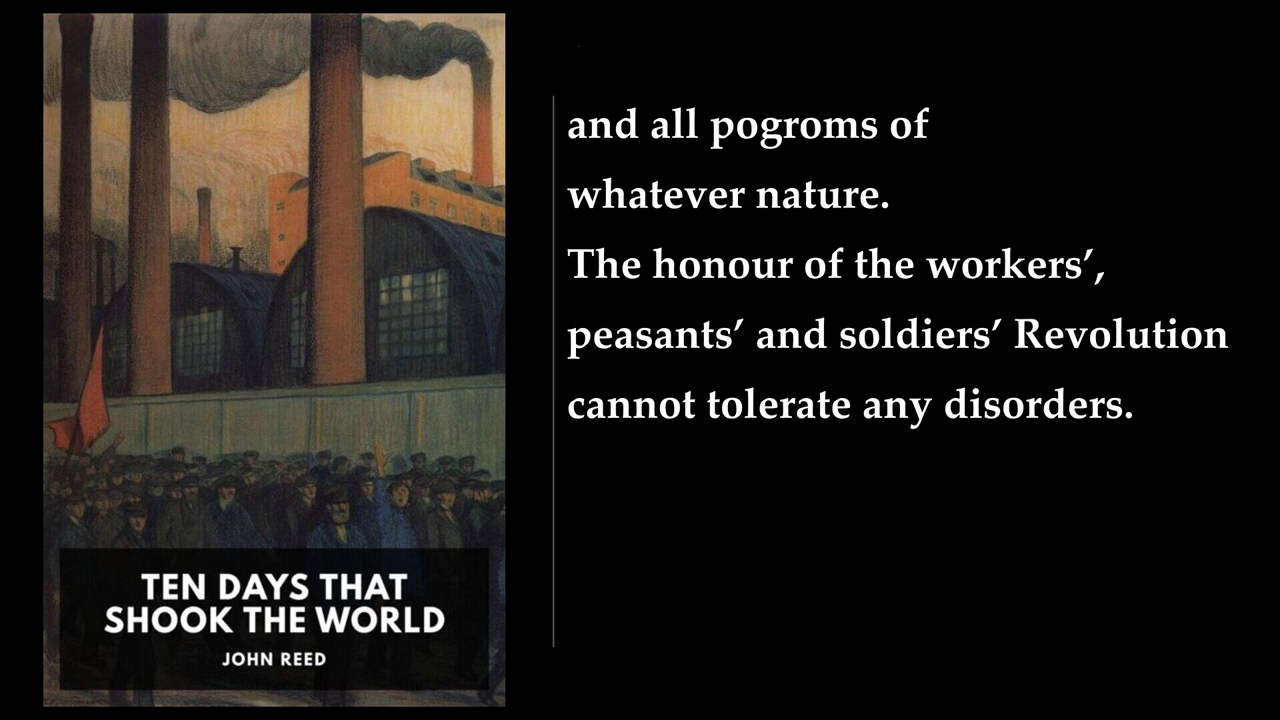 and all pogroms of
whatever nature.
The honour of the workers’,
peasants’ and soldiers’ Revolution
cannot tolerate any disorders.
TEN DAYS THAT
SHOOK THE WORLD
JOHN REED